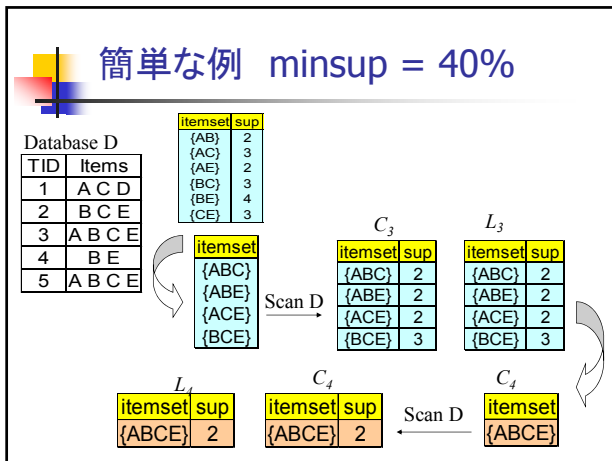 簡単な例 minsup = 40%
Database D
TID Items
1 A C D
2 B C E
3 A B C E
4 B E
5 A B C E
itemset sup
{AB} 2
{AC} 3
{AE} 2
{BC} 3
{BE} 4
{CE} 3
itemset
{ABC}
{ABE}
{ACE}
{BCE}
Scan D
C3
itemset sup
{ABC} 2
{ABE} 2
{ACE} 2
{BCE} 3
L3
itemset sup
{ABC} 2
{ABE} 2
{ACE} 2
{BCE} 3
C4
itemset
{ABCE}
Scan D
C4
itemset sup
{ABCE} 2
L4
itemset sup
{ABCE} 2